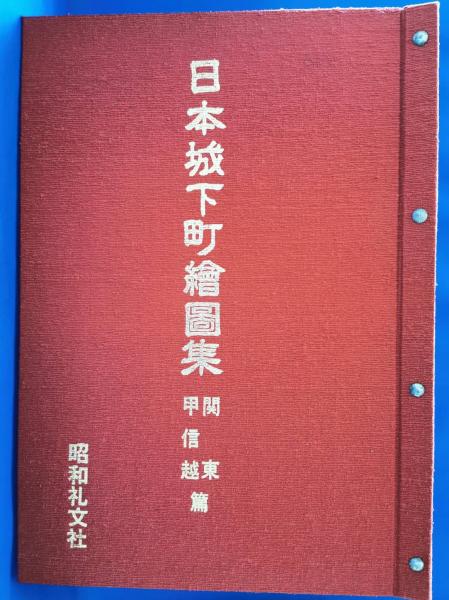 日本城下町繪圖集
関東
甲信越
篇
昭和礼文社